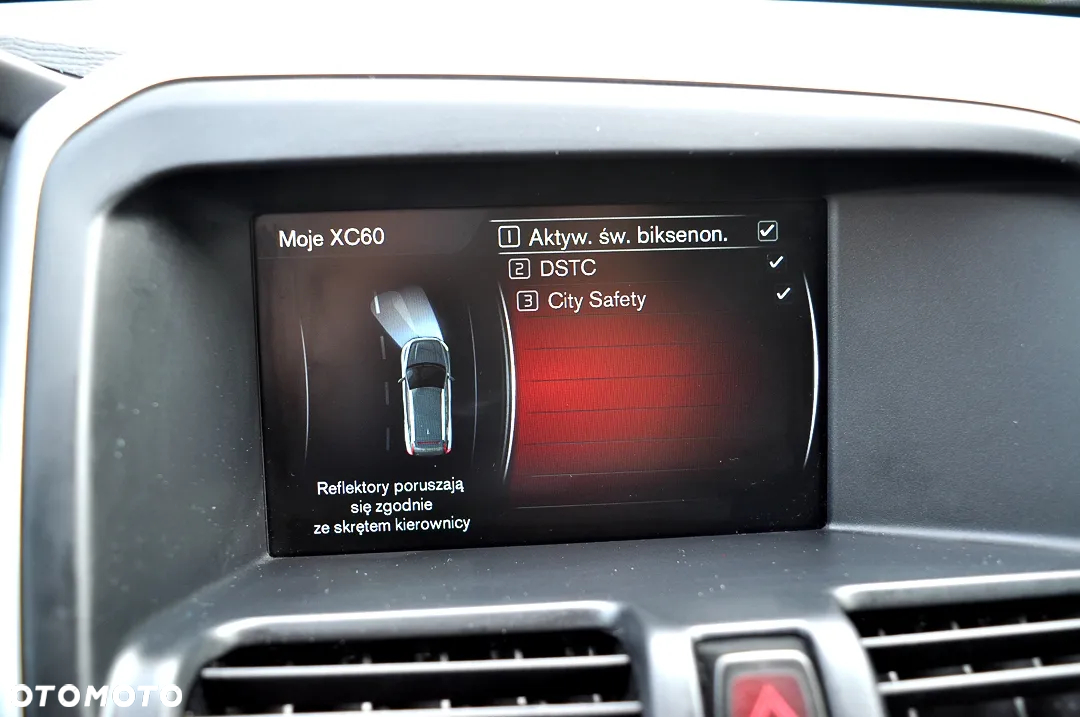 Moje XC60
1 Aktyw. św. biksenon.
2 DSTC
3 City Safety
Reflektory poruszają
się zgodnie
ze skrętem kierownicy
OTOMOTO